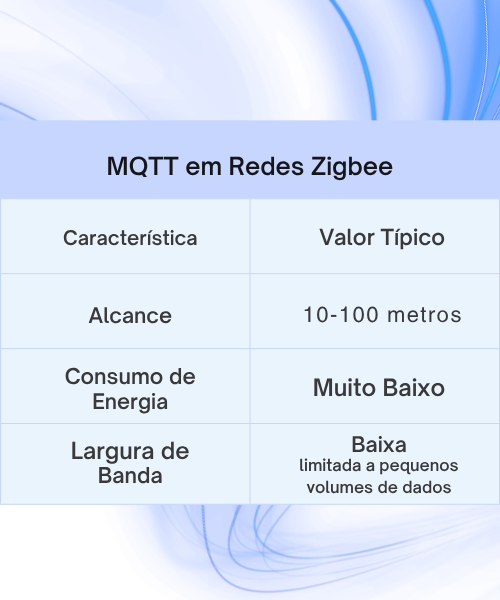 MQTT em Redes Zigbee
Característica
Valor Típico
Alcance
10-100 metros
Consumo de
Energia
Muito Baixo
Largura de
Banda
Baixa
limitada a pequenos
volumes de dados